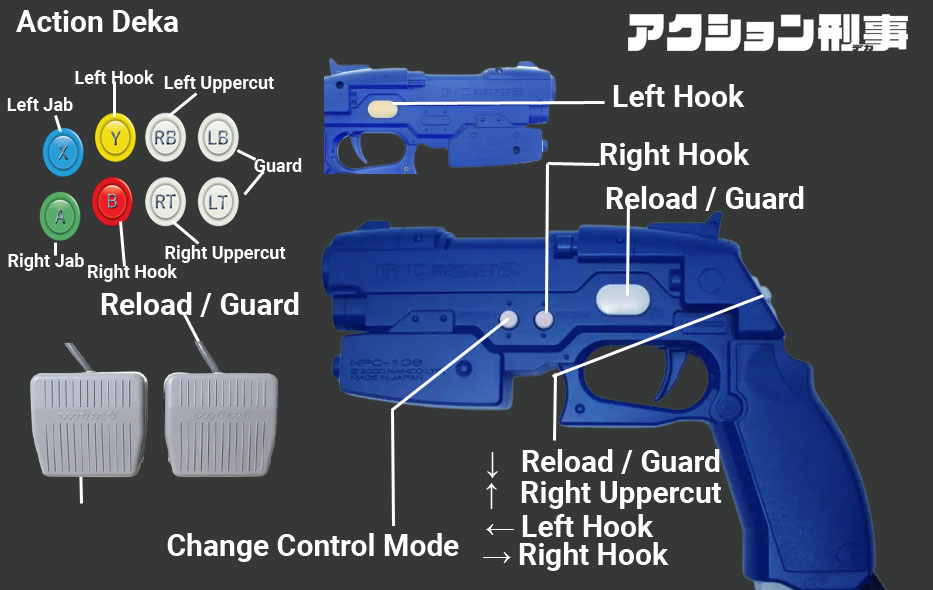 Action Deka
アクション刑事
デカ
Left Hook
Left Uppercut
Left Jab
X
Y
RB
LB
Guard
A
B
RT
LT
Right Jab
Right Hook
Right Uppercut
Left Hook
Right Hook
Reload / Guard
Reload / Guard
NPC-106
© 2000 NAMCO LTD
MADE IN JAPAN
↓ Reload / Guard
↑ Right Uppercut
← Left Hook
→ Right Hook
Change Control Mode